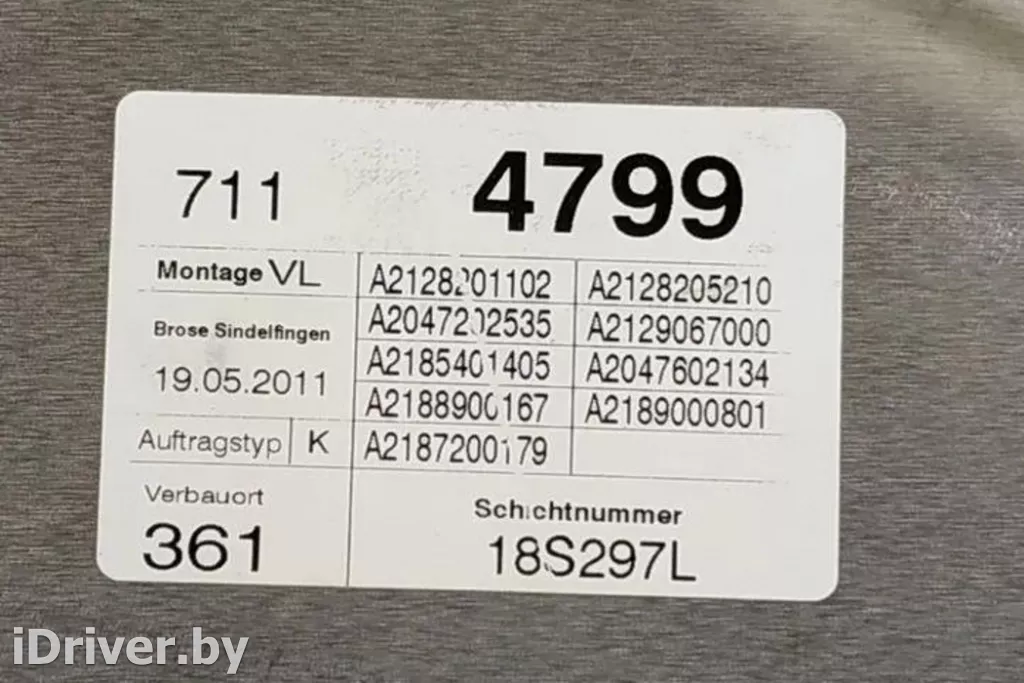 711 4799
Montage VL A2128201102 A2128205210
A2047202535 A2129067000
Brose Sindelfingen
A2185401405 A2047602134
19.05.2011
A2188900167 A2189000801
Auftragstyp K A2187200179
Verbauort Schichtnummer
361 18S297L
iDriver.by